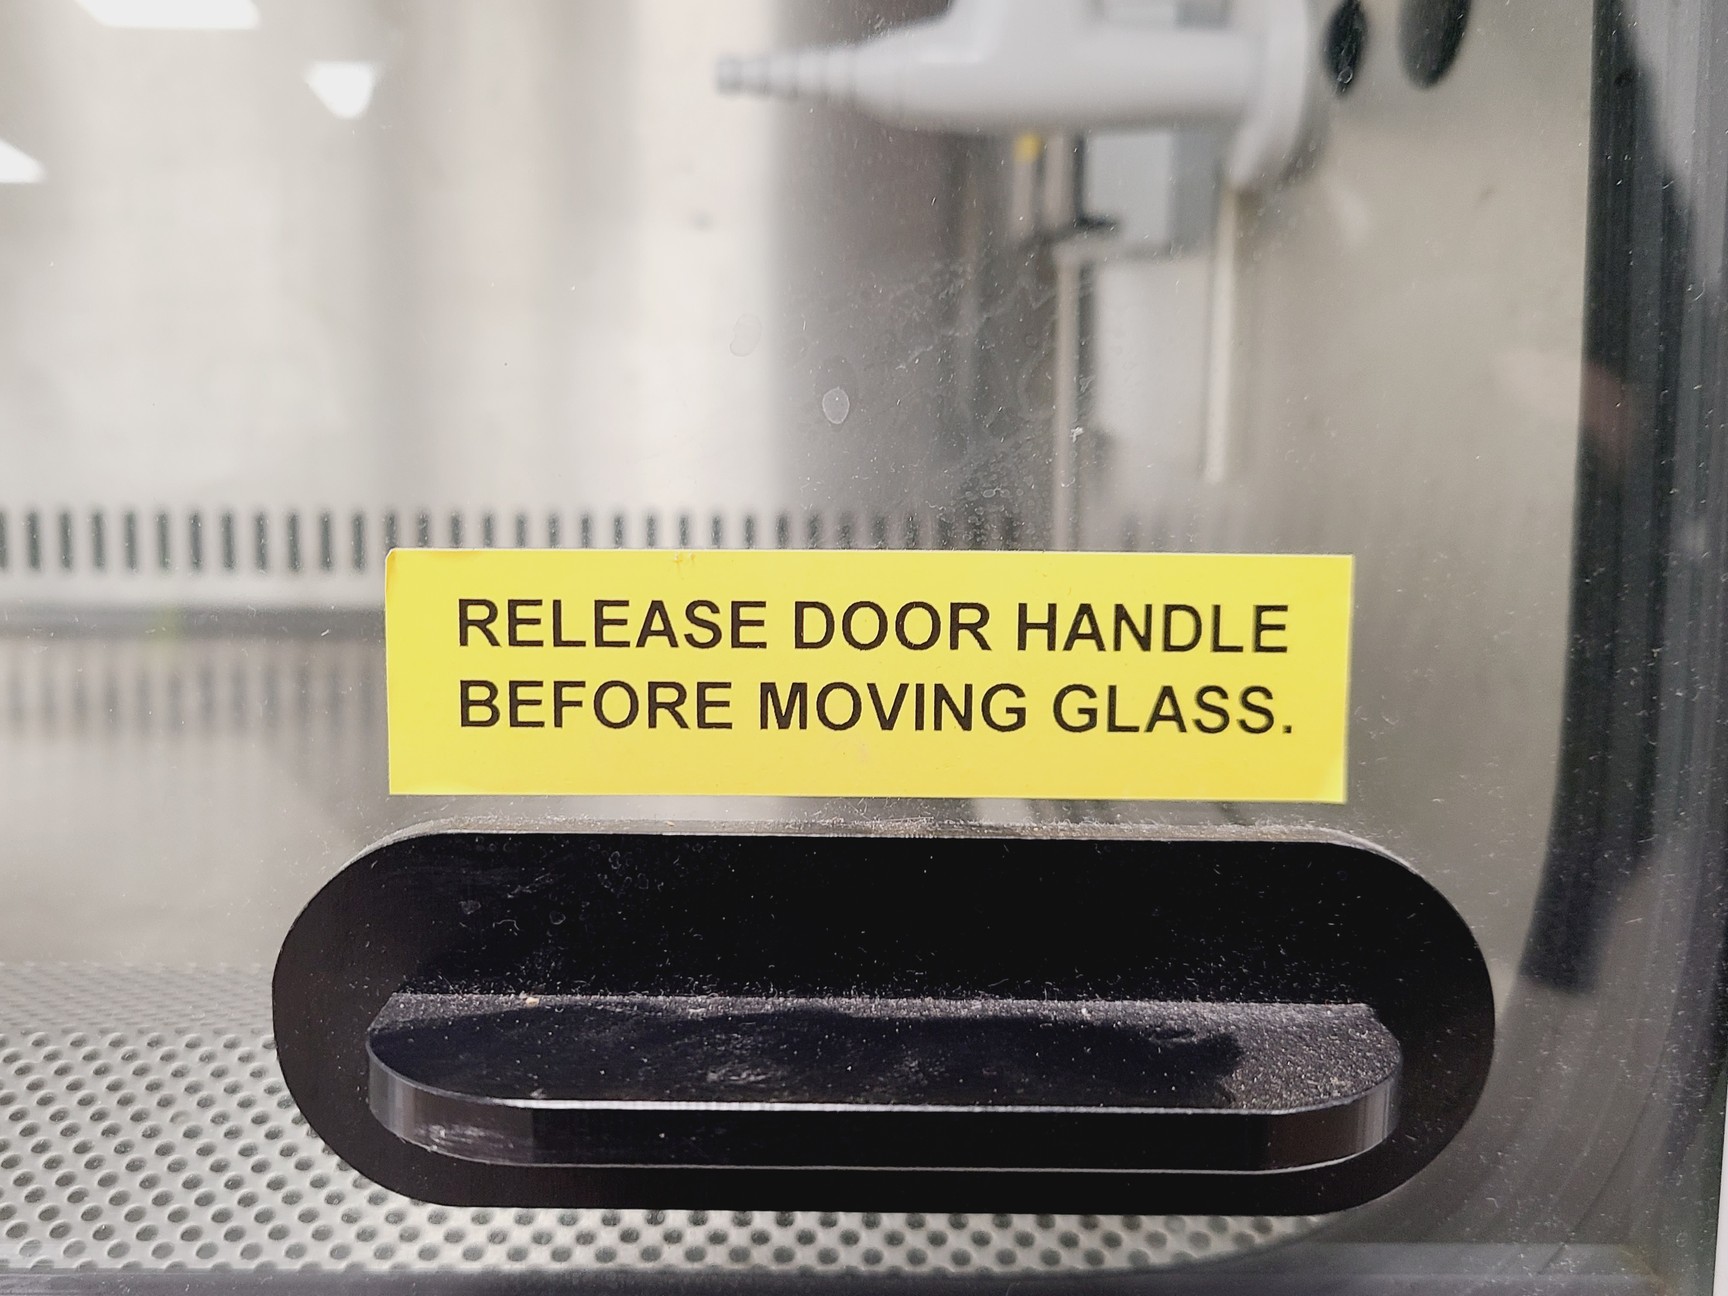 RELEASE DOOR HANDLE
BEFORE MOVING GLASS.